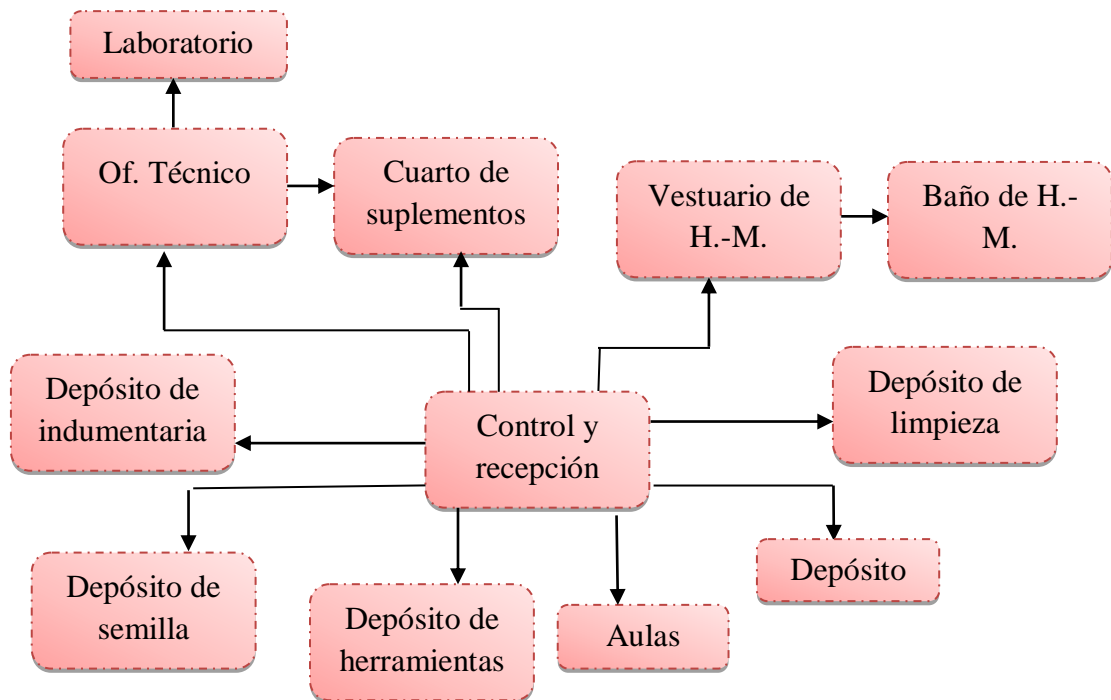 Laboratorio
Of. Técnico
Cuarto de
suplementos
Vestuario de
H.-M.
Baño de H.-
M.
Depósito de
indumentaria
Control y
recepción
Depósito de
limpieza
Depósito de
semilla
Depósito de
herramientas
Aulas
Depósito